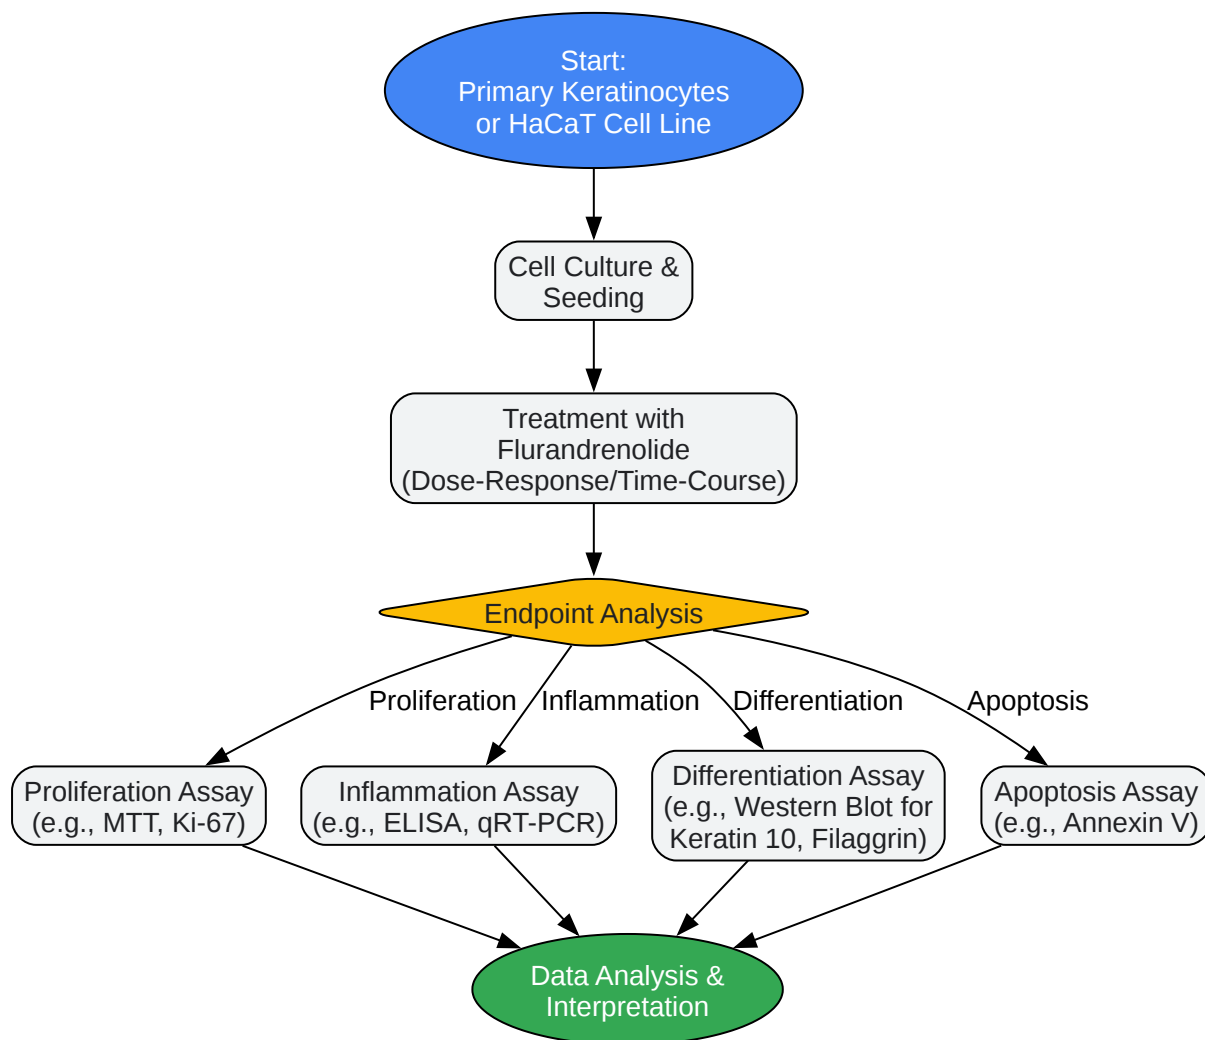 Start:
Primary Keratinocytes
or HaCaT Cell Line
Cell Culture &
Seeding
Treatment with
Flurandrenolide
(Dose-Response/Time-Course)
Endpoint Analysis
Proliferation
Inflammation
Differentiation
Apoptosis
Proliferation Assay
(e.g., MTT, Ki-67)
Inflammation Assay
(e.g., ELISA, qRT-PCR)
Differentiation Assay
(e.g., Western Blot for
Keratin 10, Filaggrin)
Apoptosis Assay
(e.g., Annexin V)
Data Analysis &
Interpretation